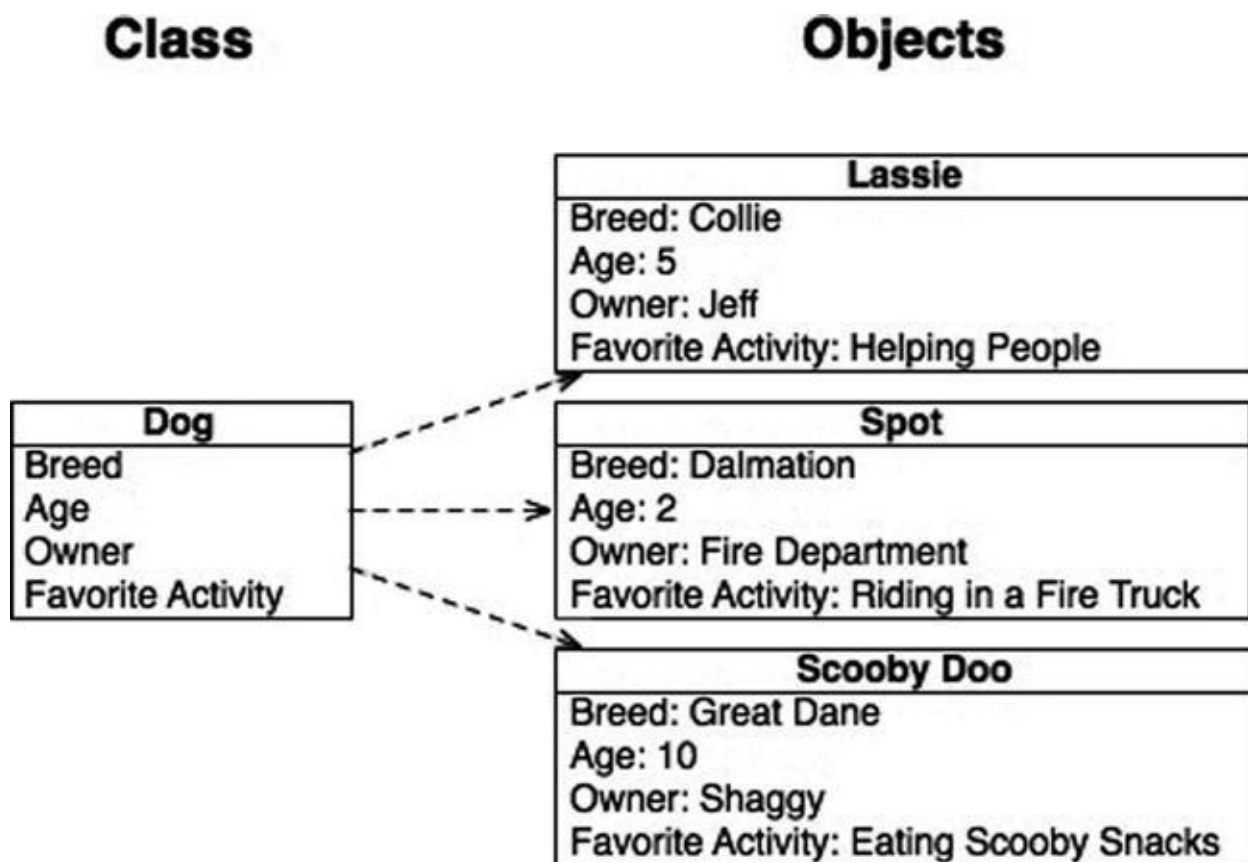 Class
Objects
Lassie
Breed: Collie
Age: 5
Owner: Jeff
Favorite Activity: Helping People
Dog
Breed
Age
Owner
Favorite Activity
Spot
Breed: Dalmation
Age: 2
Owner: Fire Department
Favorite Activity: Riding in a Fire Truck
Scooby Doo
Breed: Great Dane
Age: 10
Owner: Shaggy
Favorite Activity: Eating Scooby Snacks